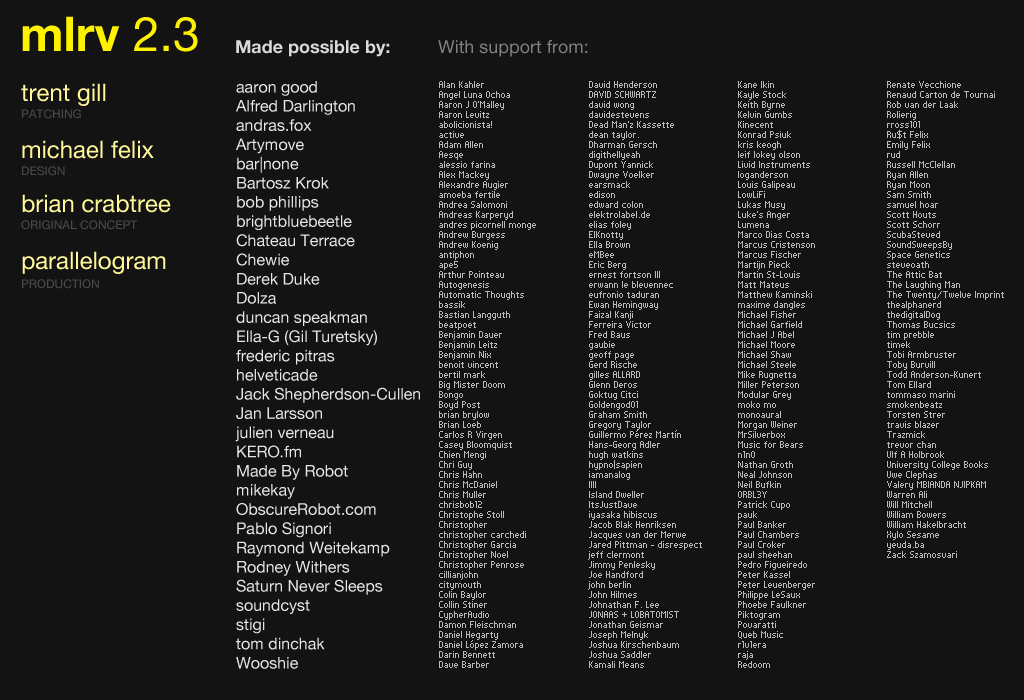 mlrv 2.3
trent gill
PATCHING
michael felix
DESIGN
brian crabtree
ORIGINAL CONCEPT
parallelogram
PRODUCTION
Made possible by:
aaron good
Alfred Darlington
andras.fox
Artymove
bar|none
Bartosz Krok
bob phillips
brightbluebeetle
Chateau Terrace
Chewie
Derek Duke
Dolza
duncan speakman
Ella-G (Gil Turetsky)
frederic pitras
helveticade
Jack Shepherdson-Cullen
Jan Larsson
julien verneau
KERO.fm
Made By Robot
mikekay
ObscureRobot.com
Pablo Signori
Raymond Weitekamp
Rodney Withers
Saturn Never Sleeps
soundcyst
stigi
tom dinchak
Wooshie
With support from:
Alan Kahler
Angel Luna Ochoa
Aaron J O'Malley
Aaron Levitz
abolicionista!
active
Adam Allen
Aesqe
alessio farina
Alex Mackey
Alexandre Augier
amoeba fertile
Andrea Salomoni
Andreas Karperyd
andres picornell monge
Andrew Burgess
Andrew Koenig
antiphon
ape5
Arthur Pointeau
Autogenesis
Automatic Thoughts
bassik
Bastian Langguth
beatpoet
Benjamin Dauer
Benjamin Leitz
Benjamin Nix
benoit vincent
bertil mark
Big Mister Doom
Bongo
Boyd Post
brian brylow
Brian Loeb
Carlos R Virgen
Casey Bloomquist
Chien Mengi
Chri Guy
Chris Hahn
Chris McDaniel
Chris Muller
chrisbob12
Christophe Stoll
Christopher
christopher carchedi
Christopher Garcia
Christopher Noel
Christopher Penrose
cillianjohn
citymouth
Colin Baylor
Collin Stiner
CypherAudio
Damon Fleischman
Daniel Hegarty
Daniel López Zamora
Darin Bennett
Dave Barber
David Henderson
DAVID SCHWARTZ
david wong
davidestevens
Dead Man'z Kassette
dean taylor.
Dharman Gersch
digithellyeah
Dupont Yannick
Dwayne Voelker
earsmack
edison
edward colon
elektrolabel.de
elias foley
ElKnotty
Ella Brown
eMBee
Eric Berg
ernest fortson III
erwann le bleuvennec
eufronio taduran
Ewan Hemingway
Faizal Kanji
Ferreira Victor
Fred Baus
gaubie
geoff page
Gerd Rische
gilles ALLARD
Glenn Deros
Goktug Citci
Goldengod01
Graham Smith
Gregory Taylor
Guillermo Pérez Martín
Hans-Georg Adler
hugh watkins
hypno|sapien
iamanalog
IIII
Island Dweller
ItsJustDave
iyasaka hibiscus
Jacob Blak Henriksen
Jacques van der Merwe
Jared Pittman - disrespect
jeff clermont
Jimmy Penlesky
Joe Handford
john berlin
John Hilmes
Johnathan F. Lee
JONAAS + LOBATOMIST
Jonathan Geismar
Joseph Melnyk
Joshua Kirschenbaum
Joshua Saddler
Kamali Means
Kane Ikin
Kayle Stock
Keith Byrne
Kelvin Gumbs
Kinecent
Konrad Psiuk
kris keogh
leif lokey olson
Livid Instruments
loganderson
Louis Galipeau
LowLiFi
Lukas Musy
Luke's Anger
Lumena
Marco Dias Costa
Marcus Cristenson
Marcus Fischer
Martijn Pieck
Martin St-Louis
Matt Mateus
Matthew Kaminski
maxime dangles
Michael Fisher
Michael Garfield
Michael J Abel
Michael Moore
Michael Shaw
Michael Steele
Mike Rugnetta
Miller Peterson
Modular Grey
moko mo
monoaural
Morgan Weiner
MrSilverbox
Music for Bears
n1n0
Nathan Groth
Neal Johnson
Neil Bufkin
ORBL3Y
Patrick Cupo
pauk
Paul Banker
Paul Chambers
Paul Croker
paul sheehan
Pedro Figueiredo
Peter Kassel
Peter Leuenberger
Philippe LeSaux
Phoebe Faulkner
Piktogram
Povaratti
Queb Music
r1v1era
raja
Redoom
Renate Vecchione
Renaud Carton de Tournai
Rob van der Laak
Rolierig
rross101
Ru$t Felix
Emily Felix
rud
Russell McClellan
Ryan Allen
Ryan Moon
Sam Smith
samuel hoar
Scott Houts
Scott Schorr
ScubaSteved
SoundSweepsBy
Space Genetics
steveoath
The Attic Bat
The Laughing Man
The Twenty/Twelve Imprint
thealphanerd
thedigitalDog
Thomas Bucsics
tim prebble
timek
Tobi Armbruster
Toby Burvill
Todd Anderson-Kunert
Tom Ellard
tommaso marini
smokenbeatz
Torsten Strer
travis blazer
Trazmick
trevor chan
Ulf A Holbrook
University College Books
Uwe Clephas
Valery MBIANDA NJIPKAM
Warren Ali
Will Mitchell
William Bowers
William Hakelbracht
Xylo Sesame
yeuda.ba
Zack Szamosvari